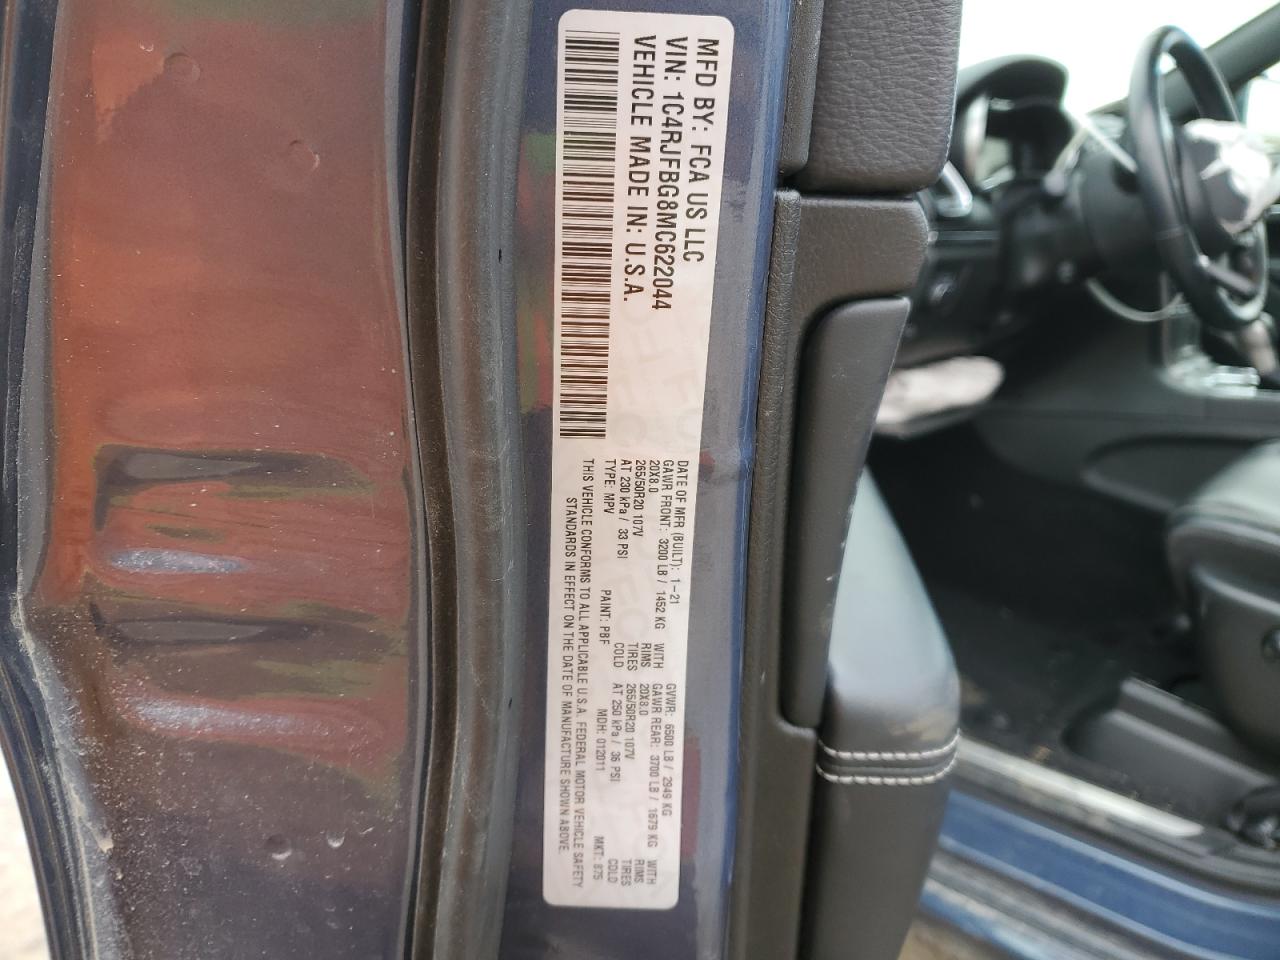 MFD BY: FCA US LLC
VIN: 1C4RJFBG8MC622044
VEHICLE MADE IN: U.S.A.
DATE OF MFR (BUILT): 1-21 GVWR: 6500 LB / 2949 KG
GAWR FRONT: 3200 LB / 1452 KG WITH GAWR REAR: 3700 LB / 1679 KG WITH
20X8.0 RIMS 20X8.0 RIMS
265/50R20 107V TIRES 265/50R20 107V TIRES
AT 230 kPa / 33 PSI COLD AT 250 kPa / 36 PSI COLD
TYPE: MPV PAINT: PBF MDH: 012011 MKT: 875
THIS VEHICLE CONFORMS TO ALL APPLICABLE U.S.A. FEDERAL MOTOR VEHICLE SAFETY
STANDARDS IN EFFECT ON THE DATE OF MANUFACTURE SHOWN ABOVE.